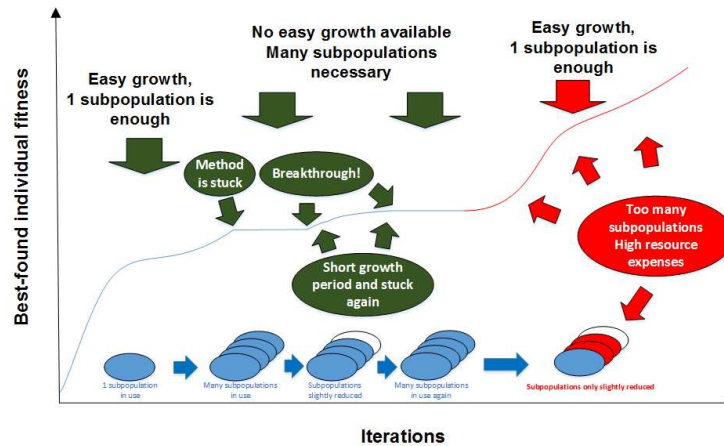 No easy growth available
Many subpopulations
necessary
Easy growth,
1 subpopulation is
enough
Easy growth,
1 subpopulation is
enough
Method
is stuck
Breakthrough!
Too many
subpopulations
High resource
expenses
Short growth
period and stuck
again
1 subpopulation
in use
Many subpopulations
in use
Subpopulations
slightly reduced
Many subpopulations
in use again
Subpopulations only slightly reduced
Best-found individual fitness
Iterations